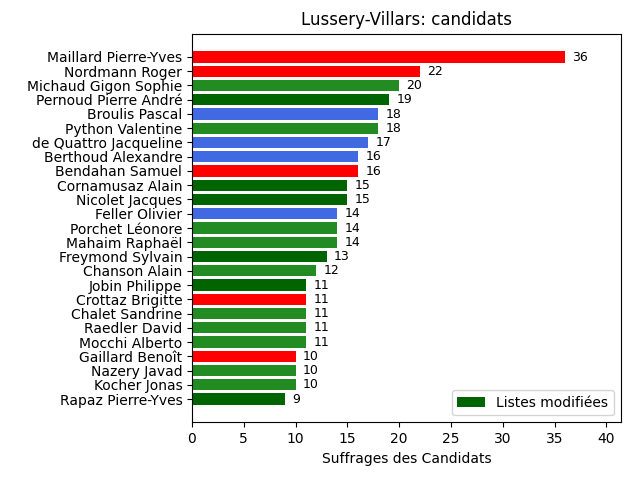 Lussery-Villars: candidats
Maillard Pierre-Yves 36
Nordmann Roger 22
Michaud Gigon Sophie 20
Pernoud Pierre André 19
Broulis Pascal 18
Python Valentine 18
de Quattro Jacqueline 17
Berthoud Alexandre 16
Bendahan Samuel 16
Cornamusaz Alain 15
Nicolet Jacques 15
Feller Olivier 14
Porchet Léonore 14
Mahaim Raphaël 14
Freymond Sylvain 13
Chanson Alain 12
Jobin Philippe 11
Crottaz Brigitte 11
Chalet Sandrine 11
Raedler David 11
Mocchi Alberto 11
Gaillard Benoît 10
Nazery Javad 10
Kocher Jonas 10
Rapaz Pierre-Yves 9
Listes modifiées
0 5 10 15 20 25 30 35 40
Suffrages des Candidats